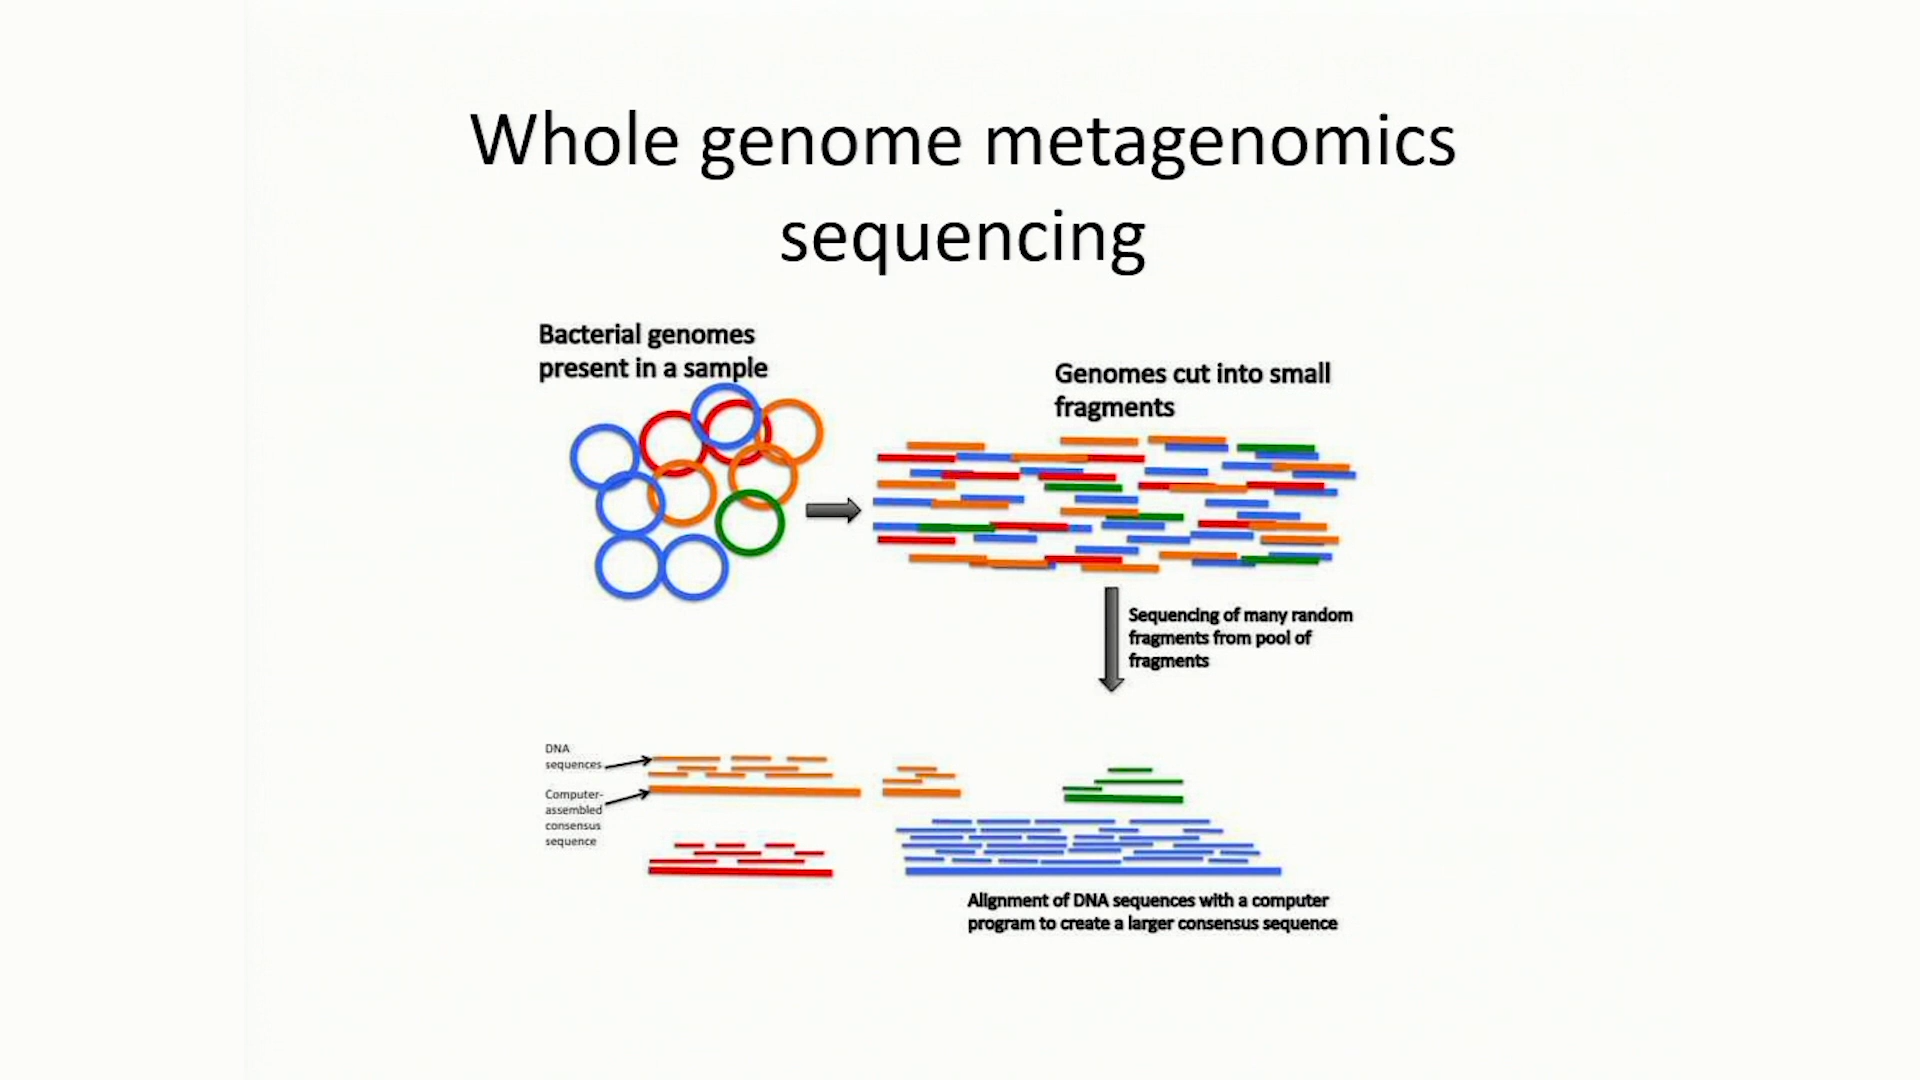 Whole genome metagenomics
sequencing
Bacterial genomes
present in a sample
Genomes cut into small
fragments
Sequencing of many random
fragments from pool of
fragments
DNA
sequences
Computer-
assembled
consensus
sequence
Alignment of DNA sequences with a computer
program to create a larger consensus sequence